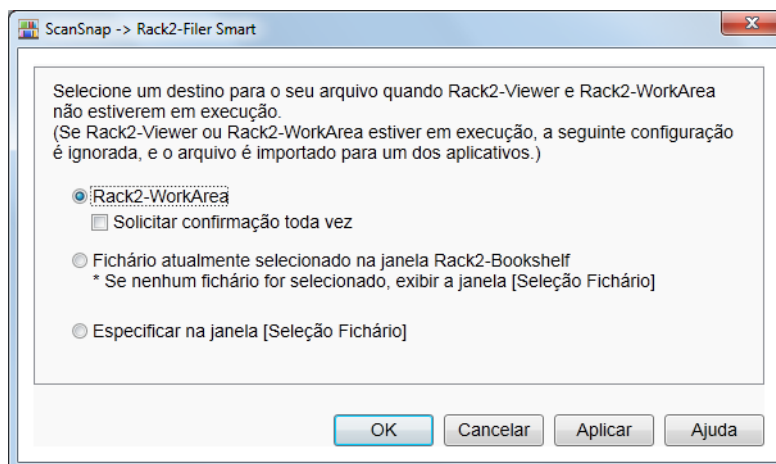 ScanSnap -> Rack2-Filer Smart
Selecione um destino para o seu arquivo quando Rack2-Viewer e Rack2-WorkArea
não estiverem em execução.
(Se Rack2-Viewer ou Rack2-WorkArea estiver em execução, a seguinte configuração
é ignorada, e o arquivo é importado para um dos aplicativos.)
Rack2-WorkArea
Solicitar confirmação toda vez
Fichário atualmente selecionado na janela Rack2-Bookshelf
* Se nenhum fichário for selecionado, exibir a janela [Seleção Fichário]
Especificar na janela [Seleção Fichário]
OK Cancelar Aplicar Ajuda